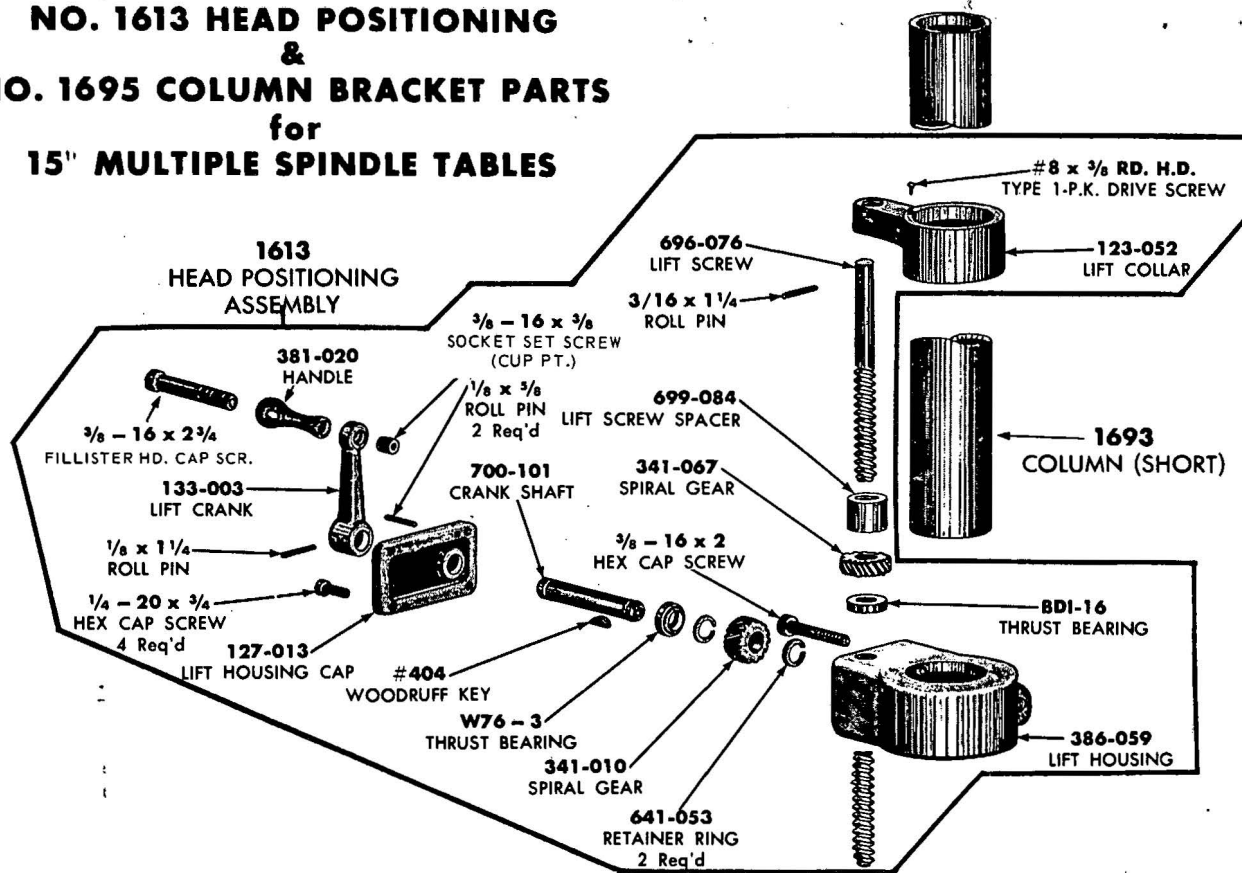 NO. 1613 HEAD POSITIONING
&
NO. 1695 COLUMN BRACKET PARTS
for
15" MULTIPLE SPINDLE TABLES
#8 x 3/8 RD. H.D.
TYPE 1-P.K. DRIVE SCREW
123-052
LIFT COLLAR
696-076
LIFT SCREW
3/16 x 1 1/4
ROLL PIN
1613
HEAD POSITIONING
ASSEMBLY
3/8 – 16 x 3/8
SOCKET SET SCREW
(CUP PT.)
1/8 x 5/8
ROLL PIN
2 Req'd
381-020
HANDLE
3/8 – 16 x 2 3/4
FILLISTER HD. CAP SCR.
133-003
LIFT CRANK
1/8 x 1 1/4
ROLL PIN
1/4 – 20 x 3/4
HEX CAP SCREW
4 Req'd
127-013
LIFT HOUSING CAP
700-101
CRANK SHAFT
#404
WOODRUFF KEY
W76 – 3
THRUST BEARING
341-010
SPIRAL GEAR
641-053
RETAINER RING
2 Req'd
699-084
LIFT SCREW SPACER
341-067
SPIRAL GEAR
3/8 – 16 x 2
HEX CAP SCREW
1693
COLUMN (SHORT)
BDI-16
THRUST BEARING
386-059
LIFT HOUSING